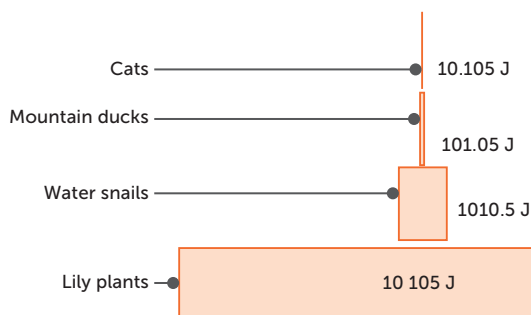 Cats
10.105 J
Mountain ducks
101.05 J
Water snails
1010.5 J
Lily plants
10 105 J